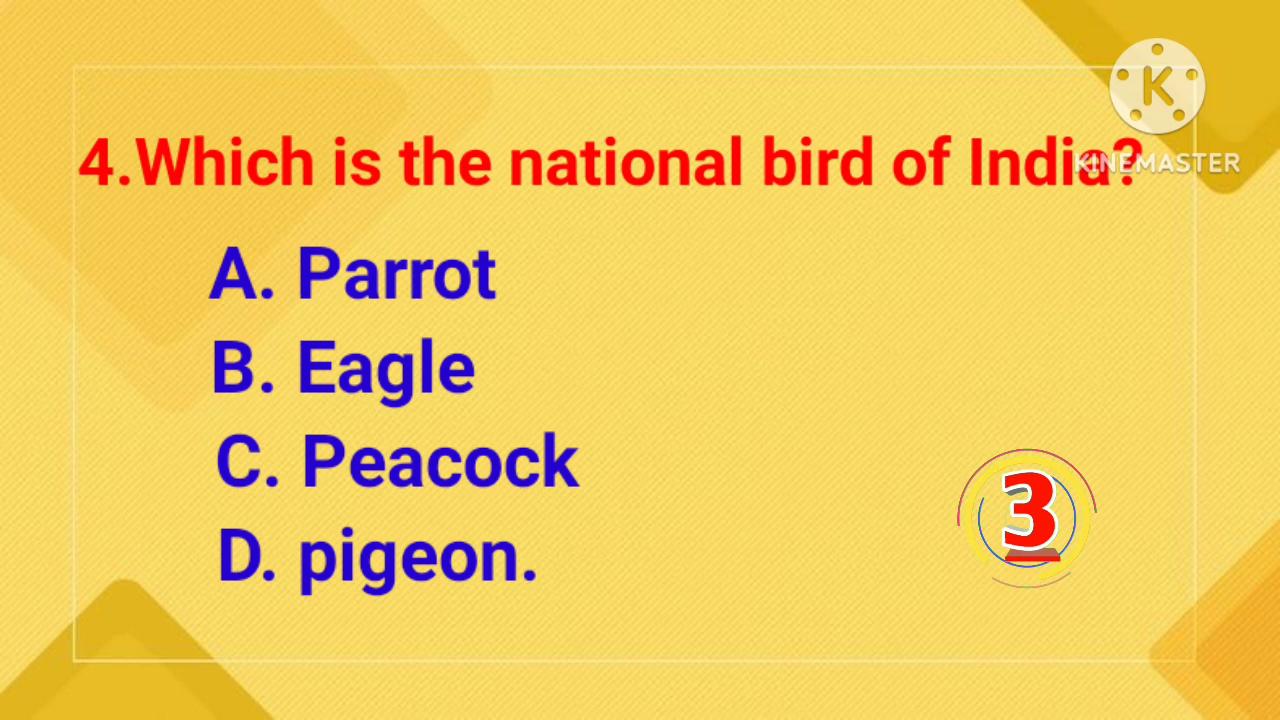 K
KINEMASTER
4.Which is the national bird of India?
A. Parrot
B. Eagle
C. Peacock
D. pigeon.
3